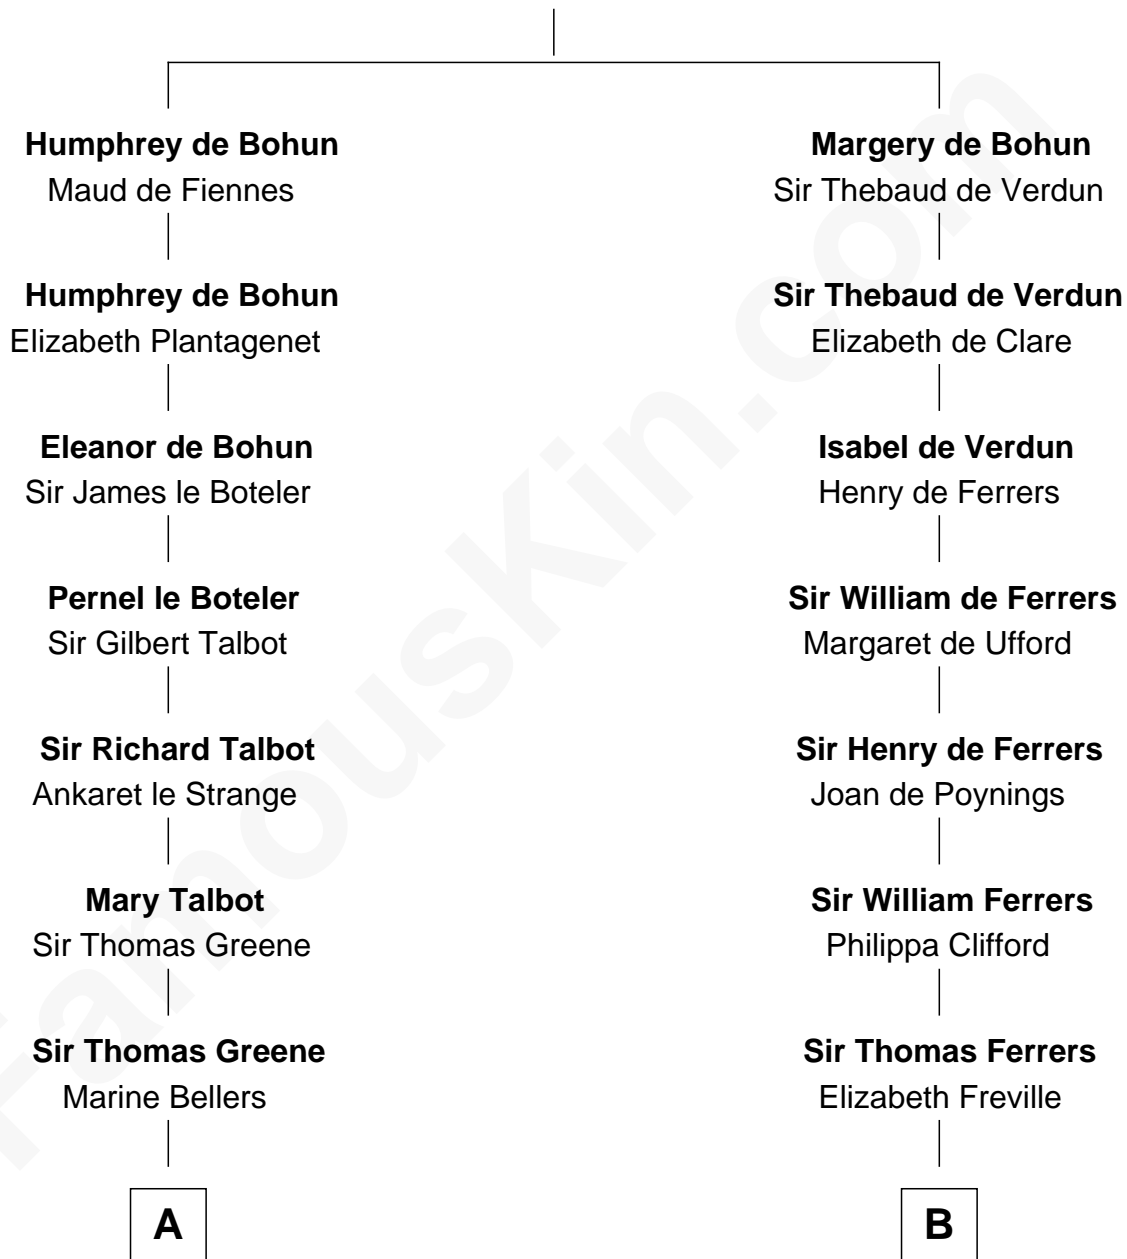 Humphrey de Bohun
Maud de Fiennes
Humphrey de Bohun
Elizabeth Plantagenet
Eleanor de Bohun
Sir James le Boteler
Pernel le Boteler
Sir Gilbert Talbot
Sir Richard Talbot
Ankaret le Strange
Mary Talbot
Sir Thomas Greene
Sir Thomas Greene
Marine Bellers
A
Margery de Bohun
Sir Thebaud de Verdun
Sir Thebaud de Verdun
Elizabeth de Clare
Isabel de Verdun
Henry de Ferrers
Sir William de Ferrers
Margaret de Ufford
Sir Henry de Ferrers
Joan de Poynings
Sir William Ferrers
Philippa Clifford
Sir Thomas Ferrers
Elizabeth Freville
B
FamousKin.com